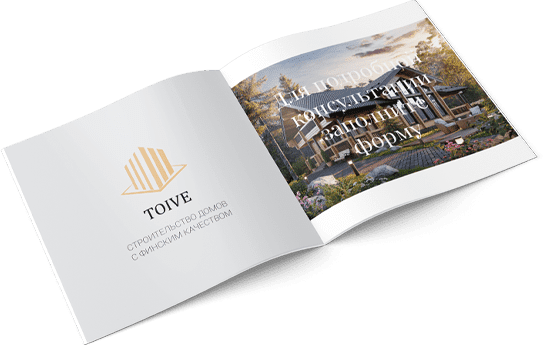 TOIVE
СТРОИТЕЛЬСТВО ДОМОВ
С ФИНСКИМ КАЧЕСТВОМ
для подробной
консультации
заполните
форму